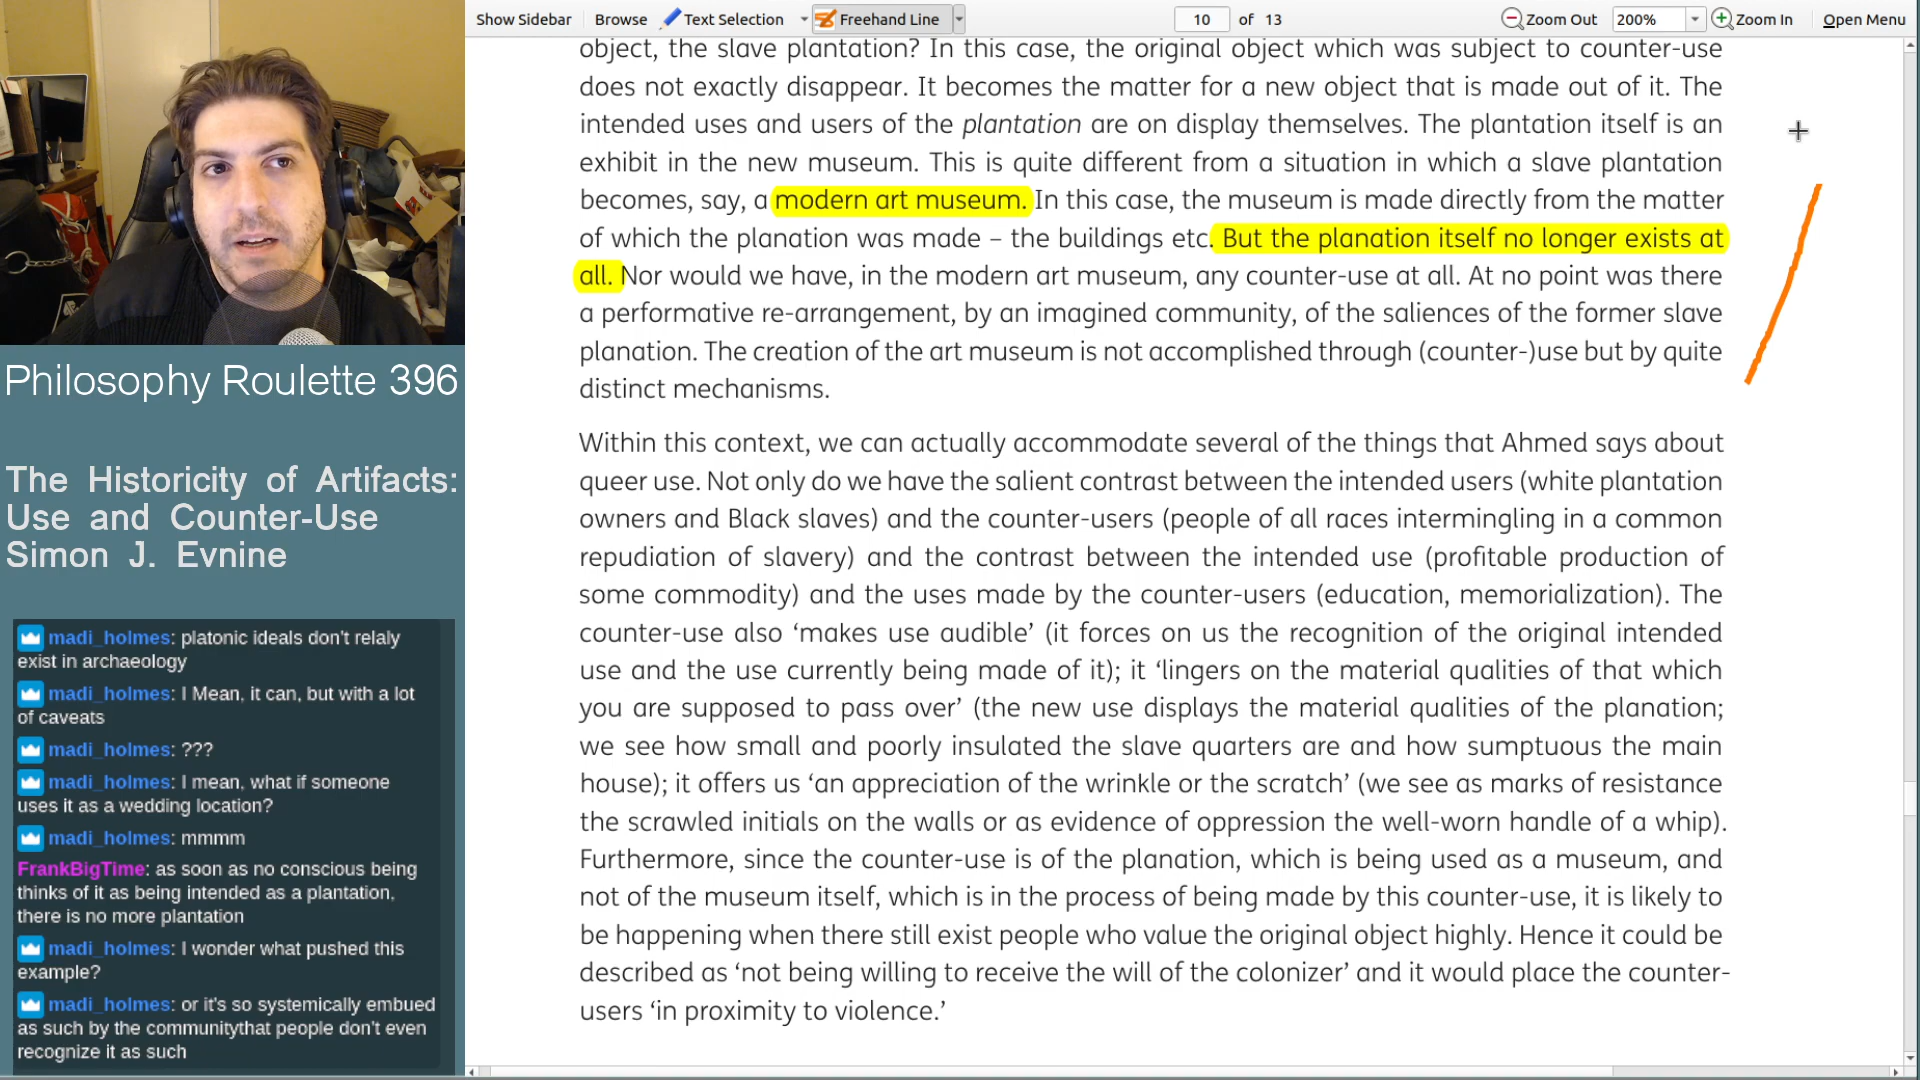 Show Sidebar Browse Text Selection Freehand Line 10 of 13 Zoom Out 200% Zoom In Open Menu
object, the slave plantation? In this case, the original object which was subject to counter-use
does not exactly disappear. It becomes the matter for a new object that is made out of it. The
intended uses and users of the plantation are on display themselves. The plantation itself is an
exhibit in the new museum. This is quite different from a situation in which a slave plantation
becomes, say, a modern art museum. In this case, the museum is made directly from the matter
of which the planation was made – the buildings etc. But the planation itself no longer exists at
all. Nor would we have, in the modern art museum, any counter-use at all. At no point was there
a performative re-arrangement, by an imagined community, of the saliences of the former slave
planation. The creation of the art museum is not accomplished through (counter-)use but by quite
distinct mechanisms.
Within this context, we can actually accommodate several of the things that Ahmed says about
queer use. Not only do we have the salient contrast between the intended users (white plantation
owners and Black slaves) and the counter-users (people of all races intermingling in a common
repudiation of slavery) and the contrast between the intended use (profitable production of
some commodity) and the uses made by the counter-users (education, memorialization). The
counter-use also ‘makes use audible’ (it forces on us the recognition of the original intended
use and the use currently being made of it); it ‘lingers on the material qualities of that which
you are supposed to pass over’ (the new use displays the material qualities of the planation;
we see how small and poorly insulated the slave quarters are and how sumptuous the main
house); it offers us ‘an appreciation of the wrinkle or the scratch’ (we see as marks of resistance
the scrawled initials on the walls or as evidence of oppression the well-worn handle of a whip).
Furthermore, since the counter-use is of the planation, which is being used as a museum, and
not of the museum itself, which is in the process of being made by this counter-use, it is likely to
be happening when there still exist people who value the original object highly. Hence it could be
described as ‘not being willing to receive the will of the colonizer’ and it would place the counter-
users ‘in proximity to violence.’
Philosophy Roulette 396
The Historicity of Artifacts:
Use and Counter-Use
Simon J. Evnine
madi_holmes: platonic ideals don't relaly
exist in archaeology
madi_holmes: I Mean, it can, but with a lot
of caveats
madi_holmes: ???
madi_holmes: I mean, what if someone
uses it as a wedding location?
madi_holmes: mmmm
FrankBigTime: as soon as no conscious being
thinks of it as being intended as a plantation,
there is no more plantation
madi_holmes: I wonder what pushed this
example?
madi_holmes: or it's so systemically embued
as such by the communitythat people don't even
recognize it as such